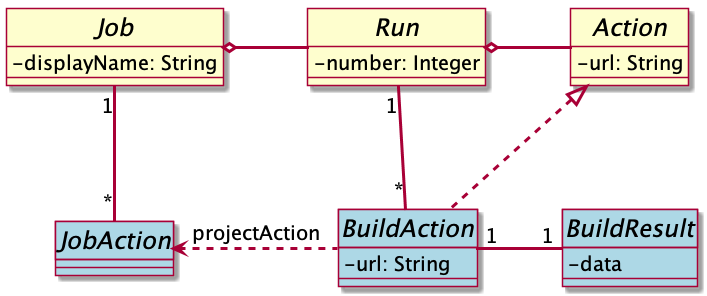 Job
Run
Action
-displayName: String
-number: Integer
-url: String
1
1
*
*
JobAction
projectAction
BuildAction
-url: String
1
1
BuildResult
-data